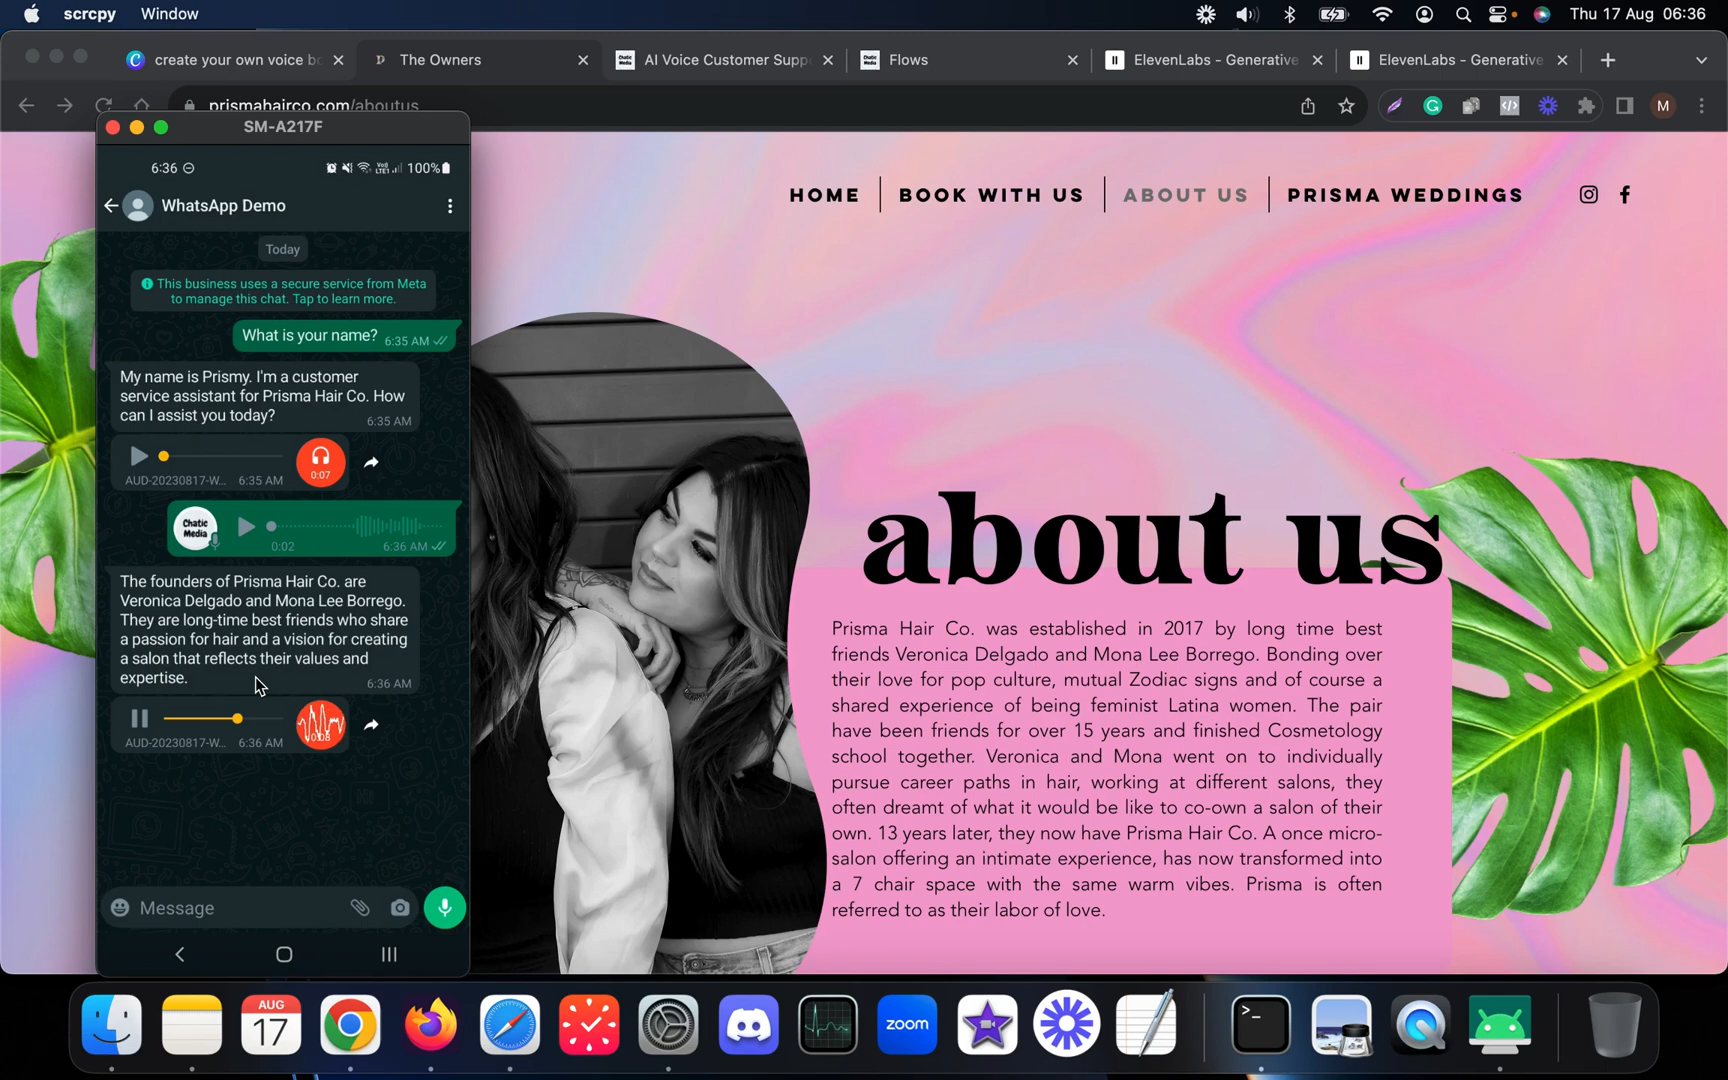 scrcpy Window
Thu 17 Aug 06:36
create your own voice bo
The Owners
AI Voice Customer Supp
Flows
ElevenLabs - Generative
ElevenLabs - Generative
prismahairco.com/aboutus
M
SM-A217F
6:36
100%
WhatsApp Demo
Today
This business uses a secure service from Meta
to manage this chat. Tap to learn more.
What is your name? 6:35 AM
My name is Prismy. I'm a customer
service assistant for Prisma Hair Co. How
can I assist you today?
6:35 AM
0:07
AUD-20230817-W... 6:35 AM
Chatic
Media
0:02 6:36 AM
The founders of Prisma Hair Co. are
Veronica Delgado and Mona Lee Borrego.
They are long-time best friends who share
a passion for hair and a vision for creating
a salon that reflects their values and
expertise.
6:36 AM
AUD-20230817-W... 6:36 AM
Message
HOME
BOOK WITH US
ABOUT US
PRISMA WEDDINGS
about us
Prisma Hair Co. was established in 2017 by long time best
friends Veronica Delgado and Mona Lee Borrego. Bonding over
their love for pop culture, mutual Zodiac signs and of course a
shared experience of being feminist Latina women. The pair
have been friends for over 15 years and finished Cosmetology
school together. Veronica and Mona went on to individually
pursue career paths in hair, working at different salons, they
often dreamt of what it would be like to co-own a salon of their
own. 13 years later, they now have Prisma Hair Co. A once micro-
salon offering an intimate experience, has now transformed into
a 7 chair space with the same warm vibes. Prisma is often
referred to as their labor of love.
AUG
17
zoom